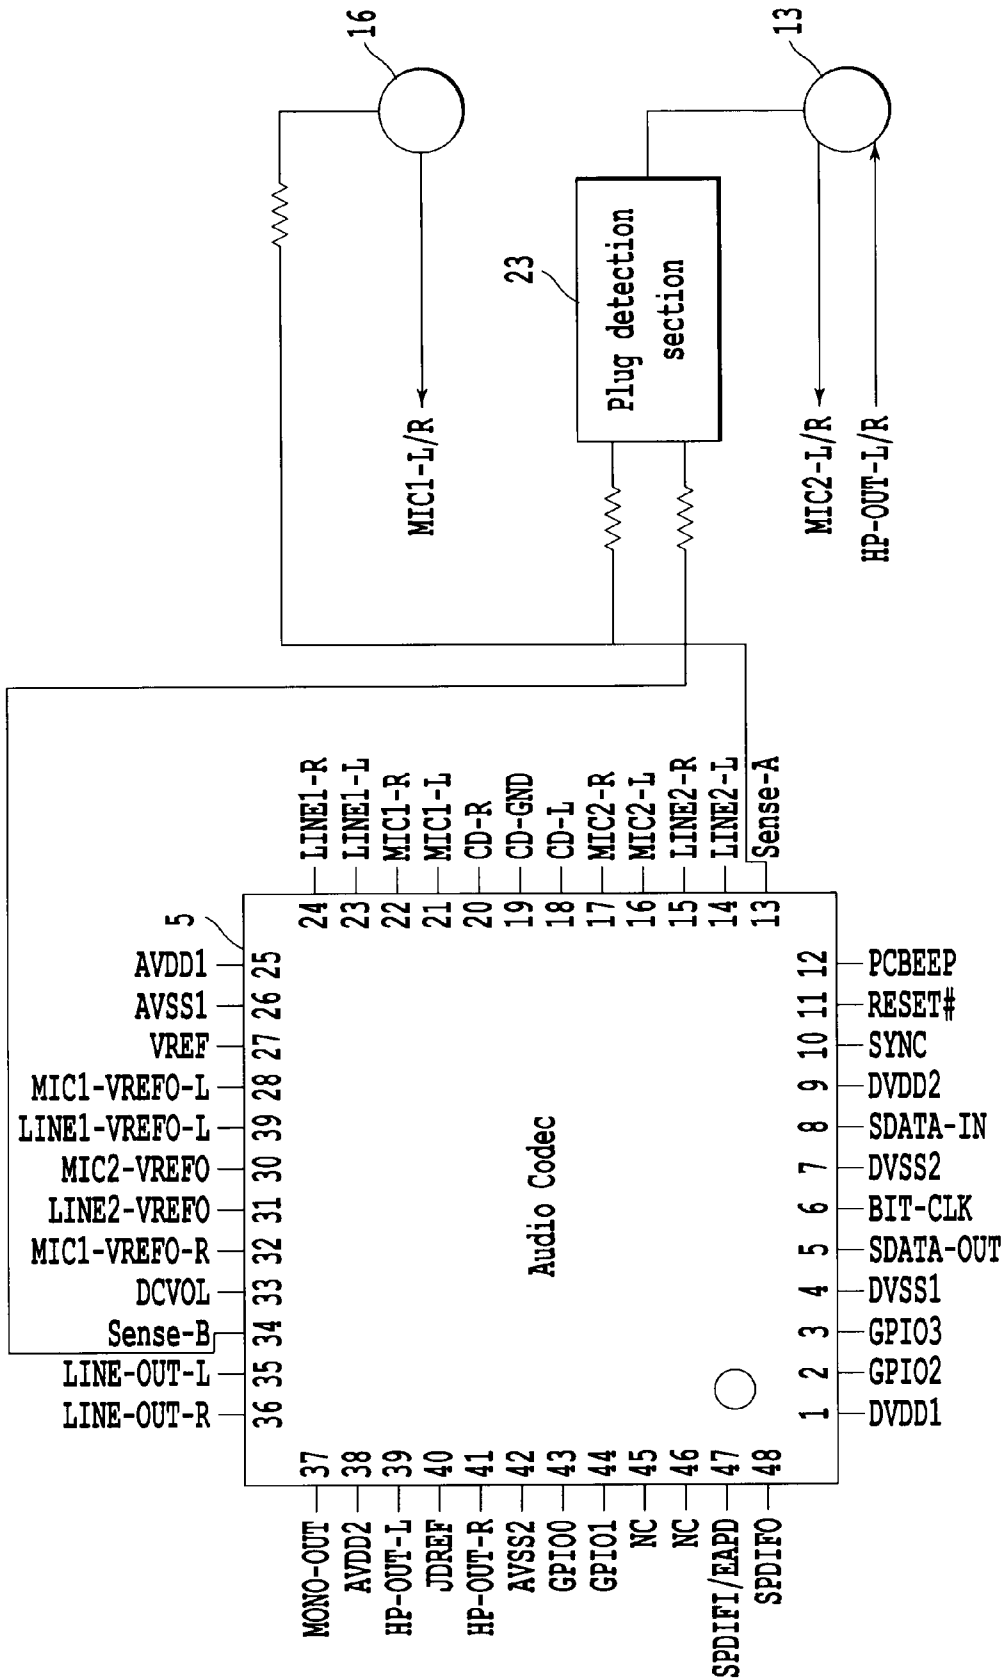 16
13
MIC1-L/R
23
Plug detection
section
MIC2-L/R
HP-OUT-L/R
5
24 LINE1-R
23 LINE1-L
22 MIC1-R
21 MIC1-L
20 CD-R
19 CD-GND
18 CD-L
17 MIC2-R
16 MIC2-L
15 LINE2-R
14 LINE2-L
13 Sense-A
AVDD1 25
AVSS1 26
VREF 27
MIC1-VREFO-L 28
LINE1-VREFO-L 39
MIC2-VREFO 30
LINE2-VREFO 31
MIC1-VREFO-R 32
DCVOL 33
Sense-B 34
LINE-OUT-L 35
LINE-OUT-R 36
Audio Codec
12 PCBEEP
11 RESET#
10 SYNC
9 DVDD2
8 SDATA-IN
7 DVSS2
6 BIT-CLK
5 SDATA-OUT
4 DVSS1
3 GPIO3
2 GPIO2
1 DVDD1
MONO-OUT 37
AVDD2 38
HP-OUT-L 39
JDREF 40
HP-OUT-R 41
AVSS2 42
GPIO0 43
GPIO1 44
NC 45
NC 46
SPDIFI/EAPD 47
SPDIFO 48